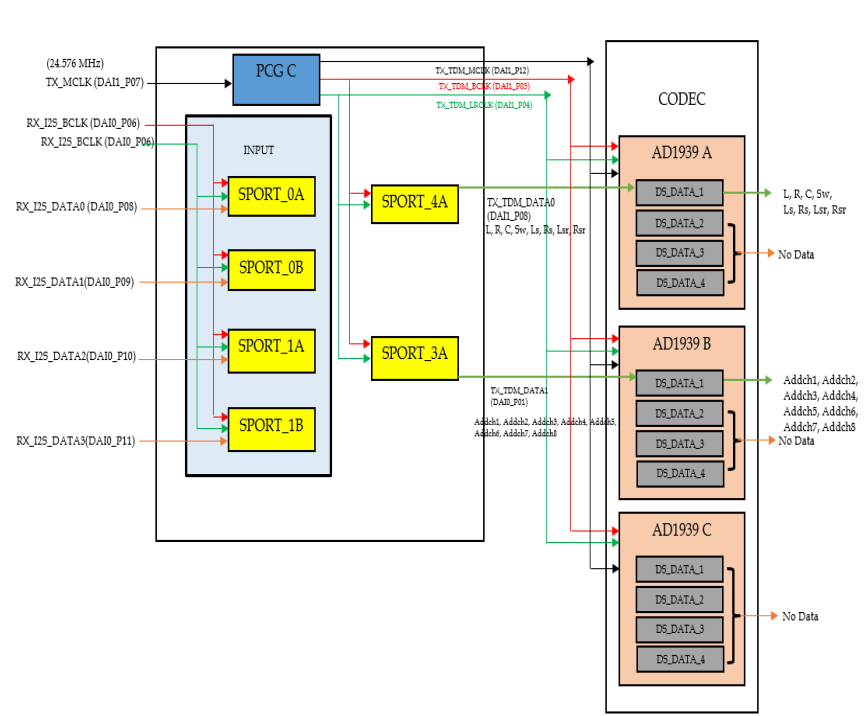 (24.576 MHz)
TX_MCLK (DAI1_P07)
PCG C
TX_TDM_MCLK (DAI1_P12)
TX_TDM_BCLK (DAI1_P03)
TX_TDM_LRCLK (DAI1_P04)
RX_I2S_BCLK (DAI0_P06)
RX_I2S_BCLK (DAI0_P06)
INPUT
SPORT_0A
RX_I2S_DATA0 (DAI0_P08)
SPORT_0B
RX_I2S_DATA1(DAI0_P09)
SPORT_1A
RX_I2S_DATA2(DAI0_P10)
SPORT_1B
RX_I2S_DATA3(DAI0_P11)
SPORT_4A
TX_TDM_DATA0
(DAI1_P08)
L, R, C, Sw, Ls, Rs, Lsr, Rsr
SPORT_3A
TX_TDM_DATA1
(DAI0_P01)
Addch1, Addch2, Addch3, Addch4, Addch5,
Addch6, Addch7, Addch8
CODEC
AD1939 A
DS_DATA_1
DS_DATA_2
DS_DATA_3
DS_DATA_4
L, R, C, Sw,
Ls, Rs, Lsr, Rsr
No Data
AD1939 B
DS_DATA_1
DS_DATA_2
DS_DATA_3
DS_DATA_4
Addch1, Addch2,
Addch3, Addch4,
Addch5, Addch6,
Addch7, Addch8
No Data
AD1939 C
DS_DATA_1
DS_DATA_2
DS_DATA_3
DS_DATA_4
No Data